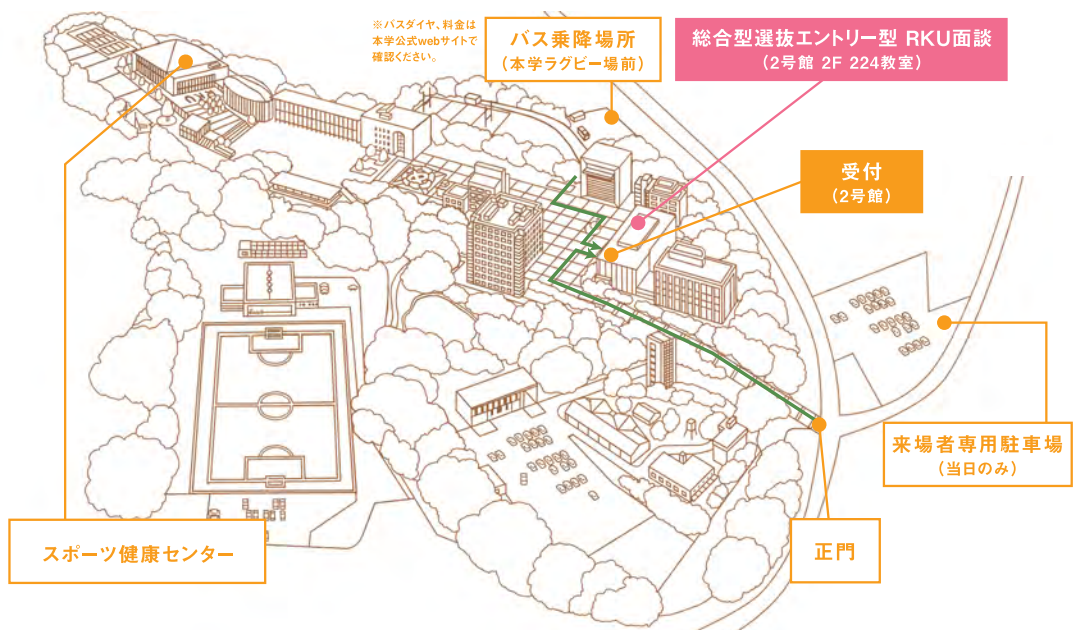 ※バスダイヤ、料金は
本学公式webサイトで
確認ください。
バス乗降場所
（本学ラグビー場前）
総合型選抜エントリー型 RKU面談
（2号館 2F 224教室）
受付
（2号館）
来場者専用駐車場
（当日のみ）
スポーツ健康センター
正門